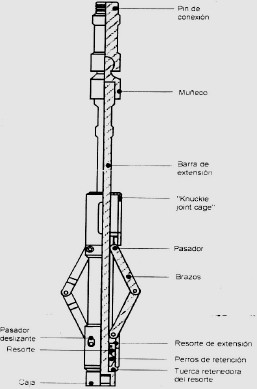 Pin de
conexión
Muñeco
Barra de
extensión
"Knuckle
joint cage"
Pasador
Brazos
Pasador
deslizante
Resorte
Resorte de extensión
Perros de retención
Tuerca retenedora
del resorte
Caja